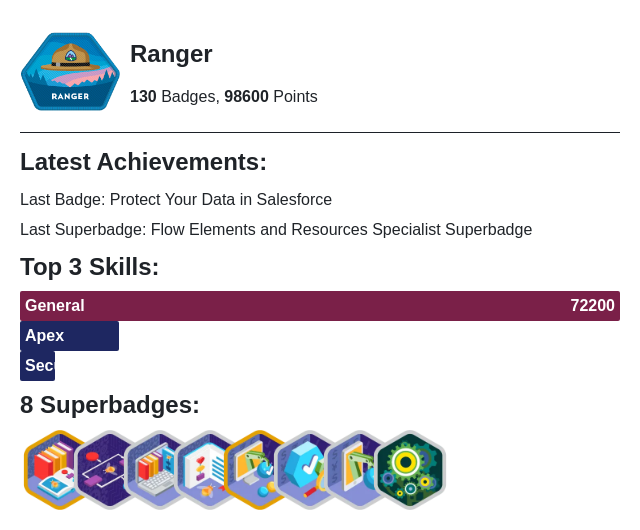 RANGER
Ranger
130 Badges, 98600 Points
Latest Achievements:
Last Badge: Protect Your Data in Salesforce
Last Superbadge: Flow Elements and Resources Specialist Superbadge
Top 3 Skills:
General 72200
Apex
Sec
8 Superbadges: